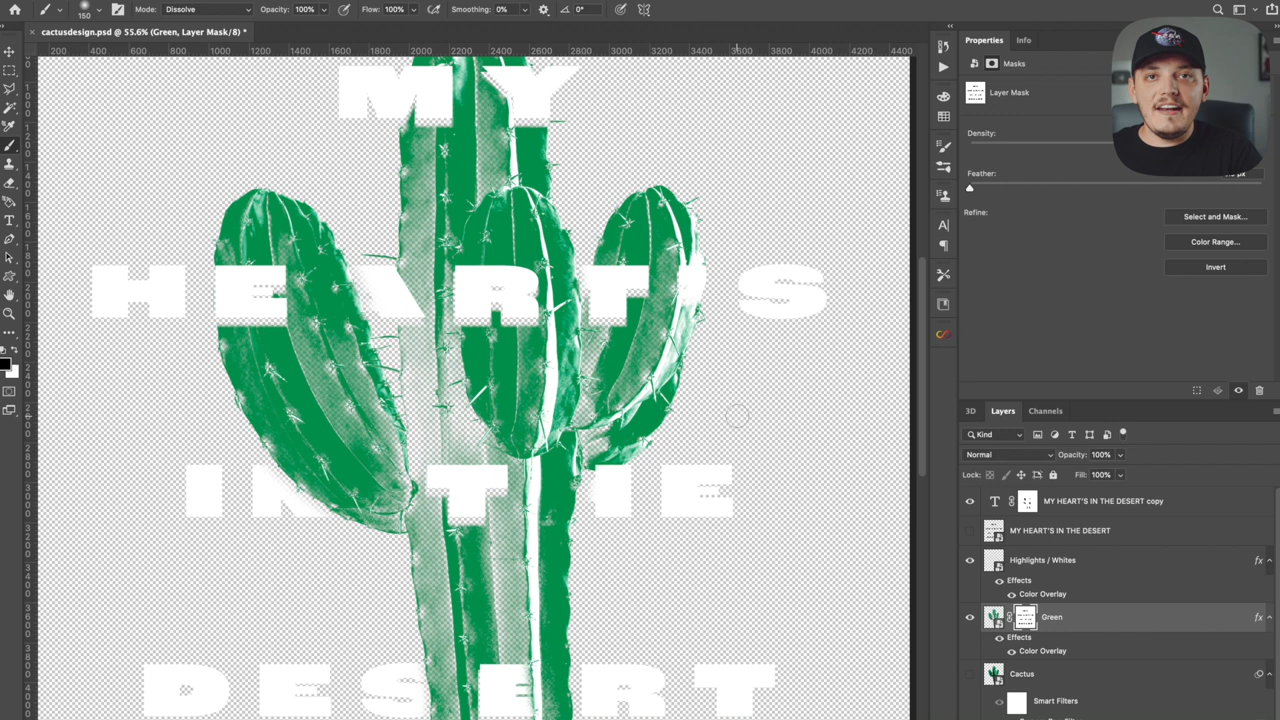 150
Mode: Dissolve
Opacity: 100%
Flow: 100%
Smoothing: 0%
0°
× cactusdesign.psd @ 55.6% (Green, Layer Mask/8) *
200 400 600 800 1000 1200 1400 1600 1800 2000 2200 2400 2600 2800 3000 3200 3400 3600 3800 4000 4200 4400
MY
HEART'S
IN THE
DESERT
Properties
Info
Masks
Layer Mask
Density:
Feather:
px
Refine:
Select and Mask...
Color Range...
Invert
3D
Layers
Channels
Kind
Normal
Opacity: 100%
Lock:
Fill: 100%
T
MY HEART'S IN THE DESERT copy
MY HEART'S IN THE DESERT
Highlights / Whites
fx
Effects
Color Overlay
Green
fx
Effects
Color Overlay
Cactus
Smart Filters